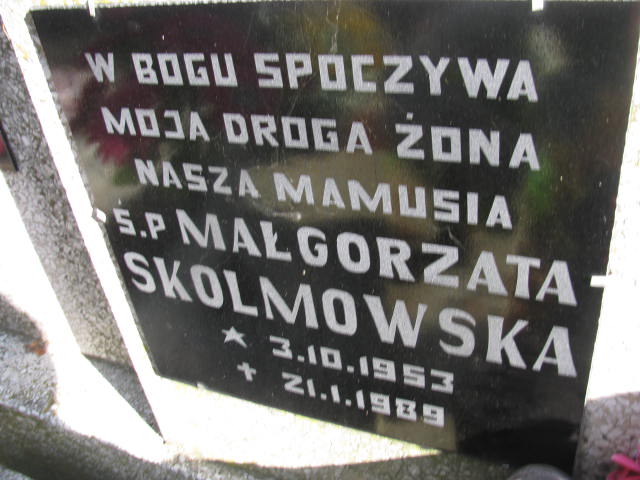 W BOGU SPOCZYWA
MOJA DROGA ŻONA
NASZA MAMUSIA
Ś.P MAŁGORZATA
SKOLMOWSKA
★ 3.10.1953
✝ 21.1.1989